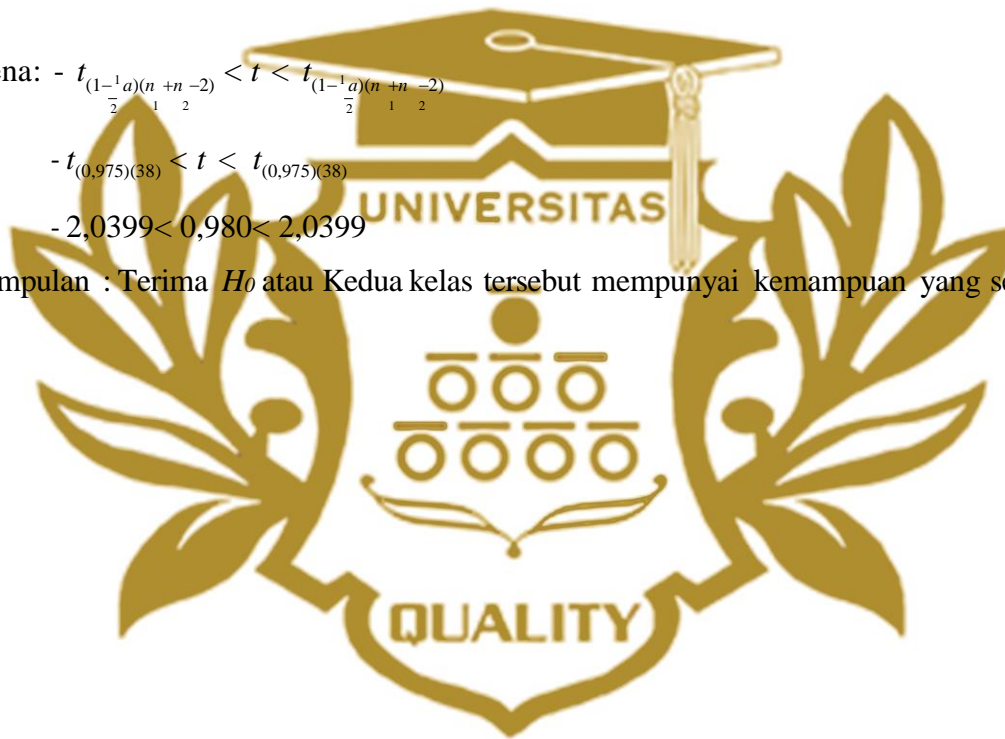 ena: - t(1-½a)(n₁+n₂-2) < t < t(1-½a)(n₁+n₂-2)
- t(0,975)(38) < t < t(0,975)(38)
UNIVERSITAS
- 2,0399< 0,980< 2,0399
mpulan : Terima H₀ atau Kedua kelas tersebut mempunyai kemampuan yang
QUALITY